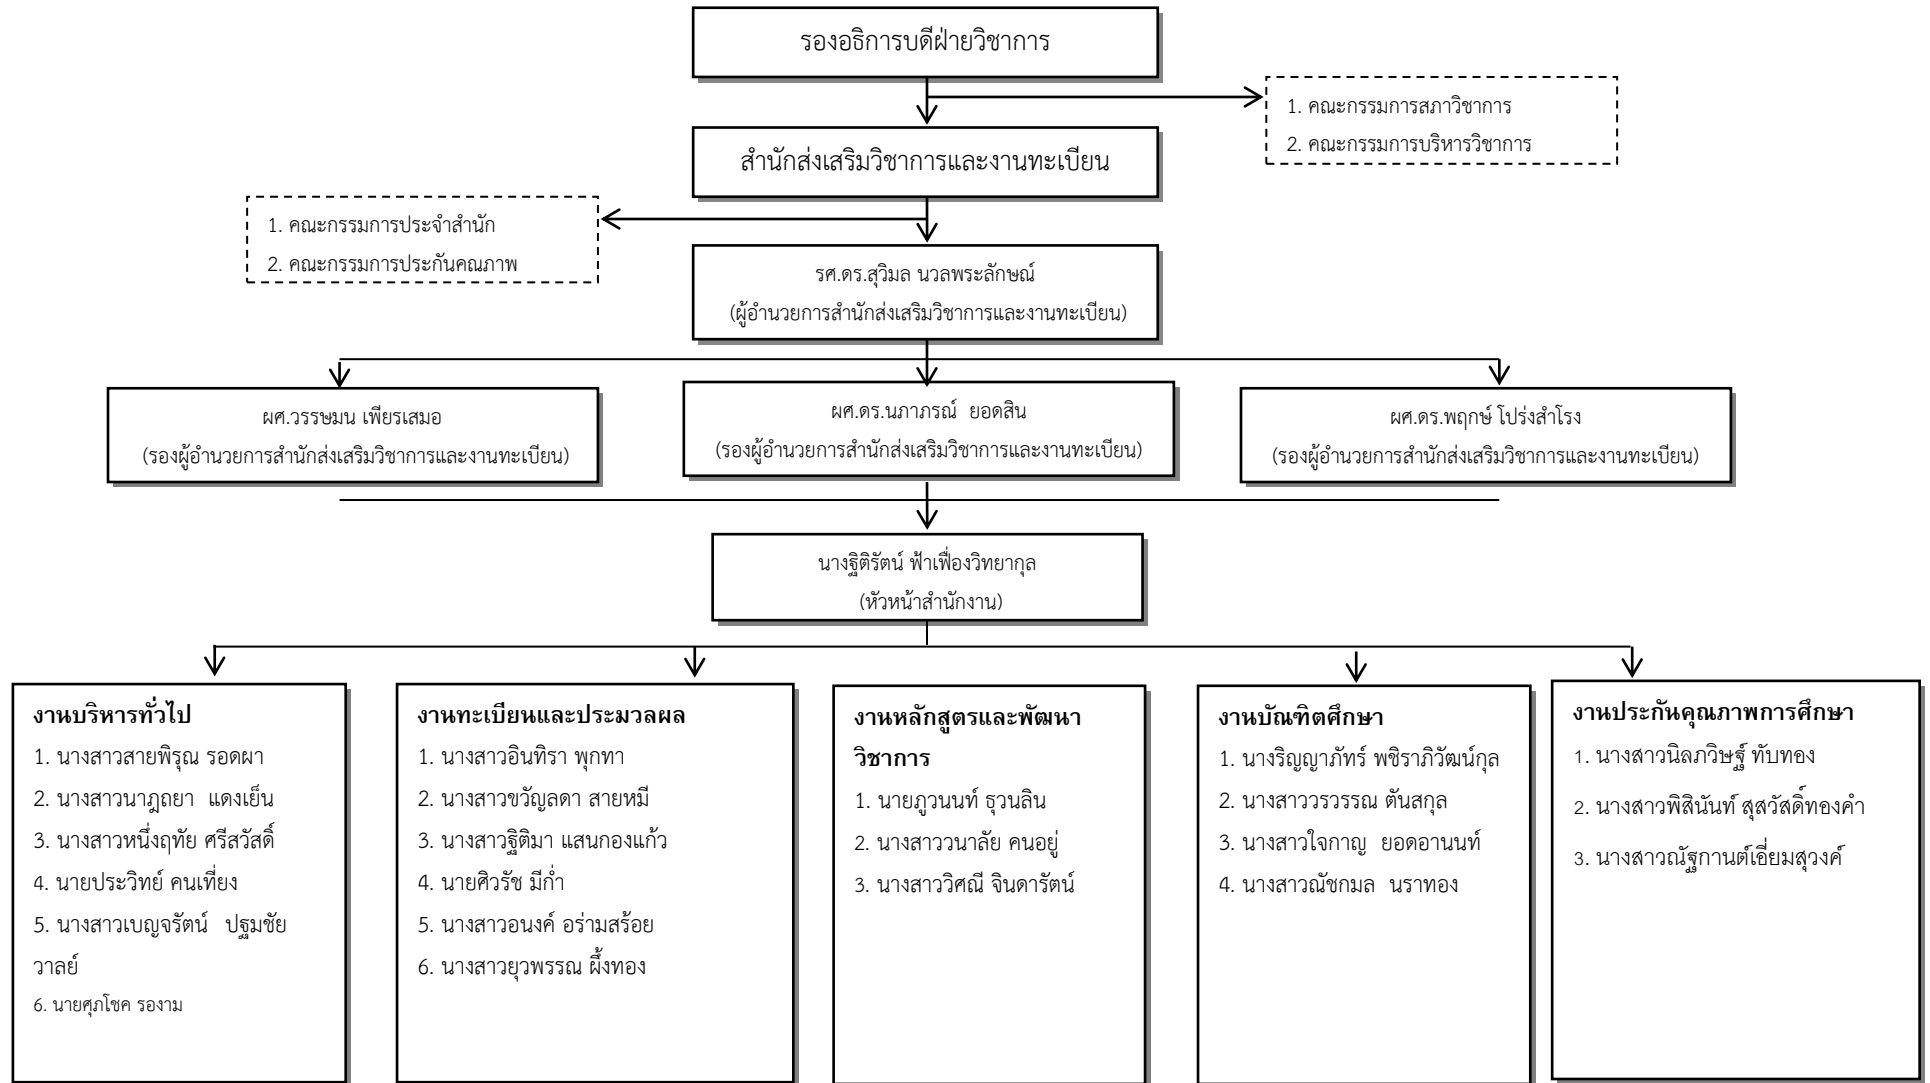 รองอธิการบดีฝ่ายวิชาการ
1. คณะกรรมการสภาวิชาการ
2. คณะกรรมการบริหารวิชาการ
สำนักส่งเสริมวิชาการและงานทะเบียน
1. คณะกรรมการประจำสำนัก
2. คณะกรรมการประกันคณภาพ
รศ.ดร.สุวิมล นวลพระลักษณ์
(ผู้อำนวยการสำนักส่งเสริมวิชาการและงานทะเบียน)
ผศ.วรรษมน เพียรเสมอ
(รองผู้อำนวยการสำนักส่งเสริมวิชาการและงานทะเบียน)
ผศ.ดร.นภาภรณ์ ยอดสิน
(รองผู้อำนวยการสำนักส่งเสริมวิชาการและงานทะเบียน)
ผศ.ดร.พฤกษ์ โปร่งสำโรง
(รองผู้อำนวยการสำนักส่งเสริมวิชาการและงานทะเบียน)
นางฐิติรัตน์ ฟ้าเฟื่องวิทยากุล
(หัวหน้าสำนักงาน)
งานบริหารทั่วไป
1. นางสาวสายพิรุณ รอดผา
2. นางสาวนาฎถยา แดงเย็น
3. นางสาวหนึ่งฤทัย ศรีสวัสดิ์
4. นายประวิทย์ คนเที่ยง
5. นางสาวเบญจรัตน์ ปฐมชัย
วาลย์
6. นายศุภโชค รองาม
งานทะเบียนและประมวลผล
1. นางสาวอินทิรา พุกทา
2. นางสาวขวัญลดา สายหมี
3. นางสาวฐิติมา แสนกองแก้ว
4. นายศิวรัช มีก่ำ
5. นางสาวอนงค์ อร่ามสร้อย
6. นางสาวยุวพรรณ ผึ้งทอง
งานหลักสูตรและพัฒนา
วิชาการ
1. นายภูวนนท์ ธุวนลิน
2. นางสาววนาลัย คนอยู่
3. นางสาววิศณี จินดารัตน์
งานบัณฑิตศึกษา
1. นางริญญาภัทร์ พชิราภิวัฒน์กุล
2. นางสาววรวรรณ ตันสกุล
3. นางสาวใจกาญ ยอดอานนท์
4. นางสาวณัชกมล นราทอง
งานประกันคุณภาพการศึกษา
1. นางสาวนิลภวิษฐ์ ทับทอง
2. นางสาวพิสินันท์ สุสวัสดิ์ทองคำ
3. นางสาวณัฐกานต์เอี่ยมสุวงค์